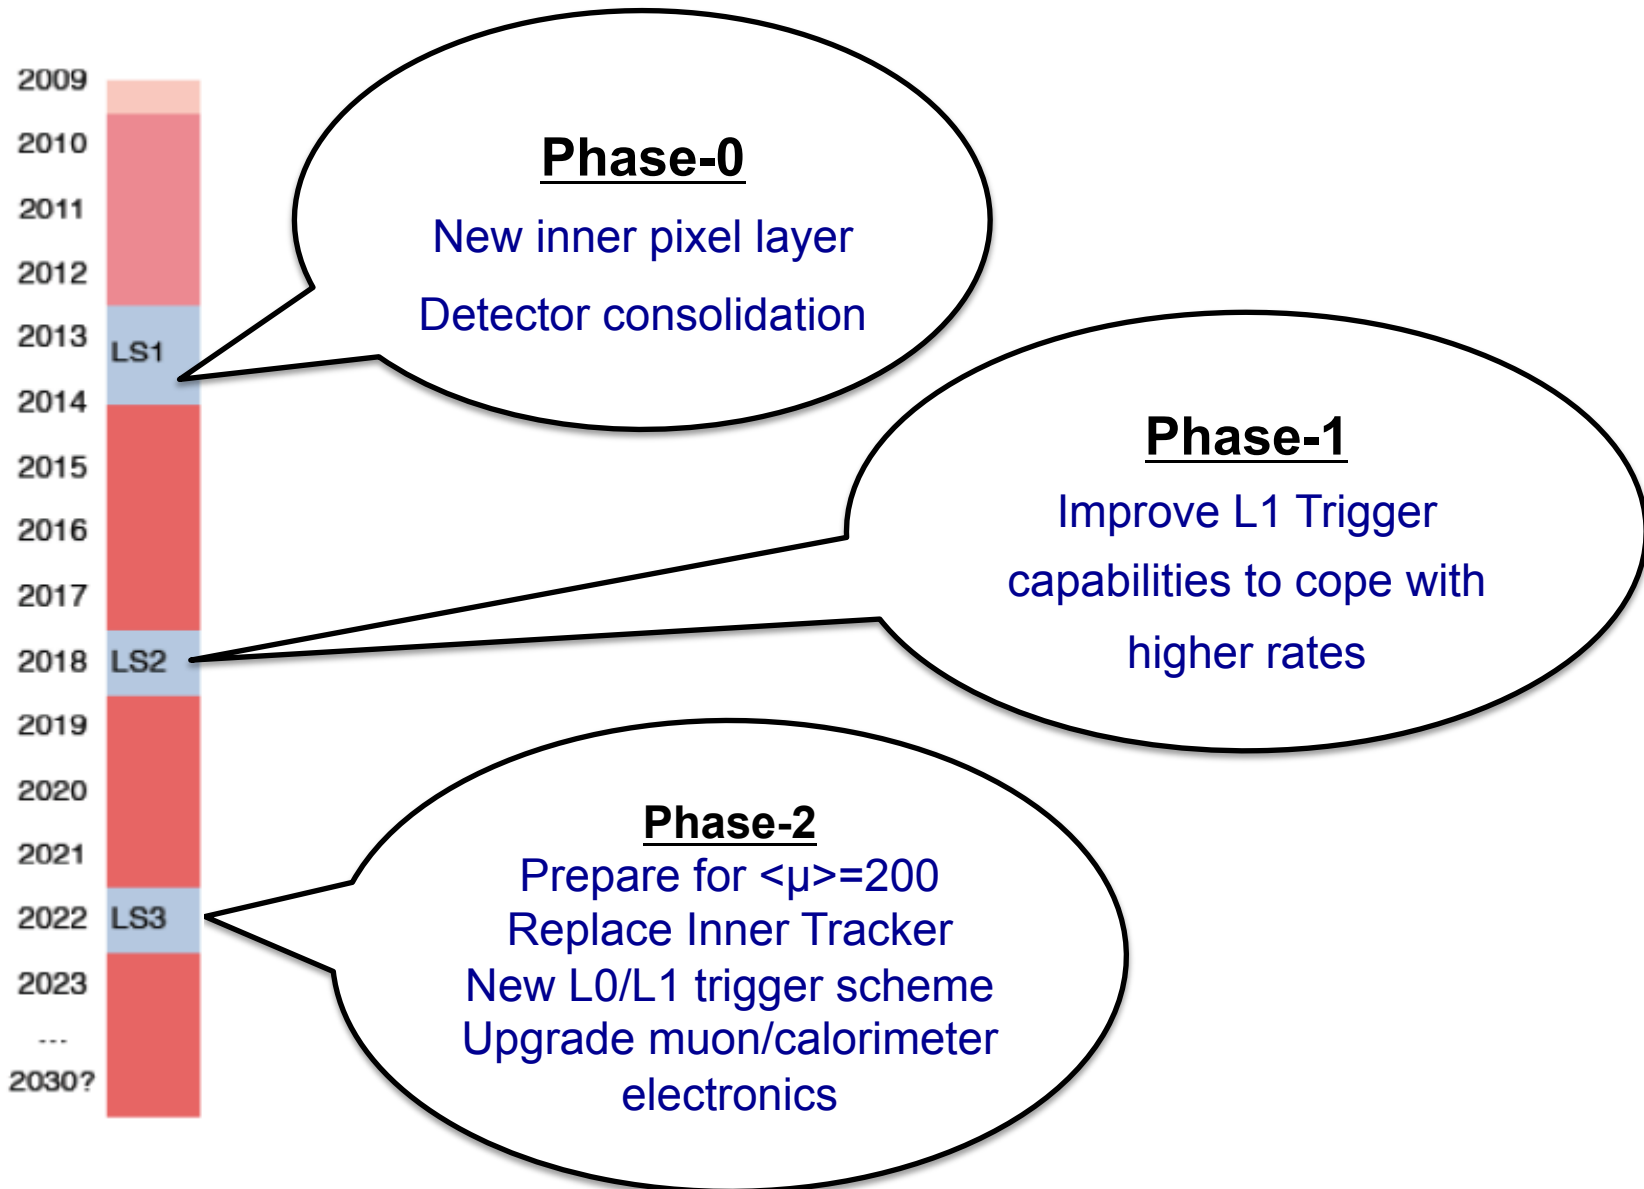 2009
2010
2011
2012
2013
LS1
2014
2015
2016
2017
2018 LS2
2019
2020
2021
2022 LS3
2023
...
2030?
Phase-0
New inner pixel layer
Detector consolidation
Phase-1
Improve L1 Trigger
capabilities to cope with
higher rates
Phase-2
Prepare for <µ>=200
Replace Inner Tracker
New L0/L1 trigger scheme
Upgrade muon/calorimeter
electronics